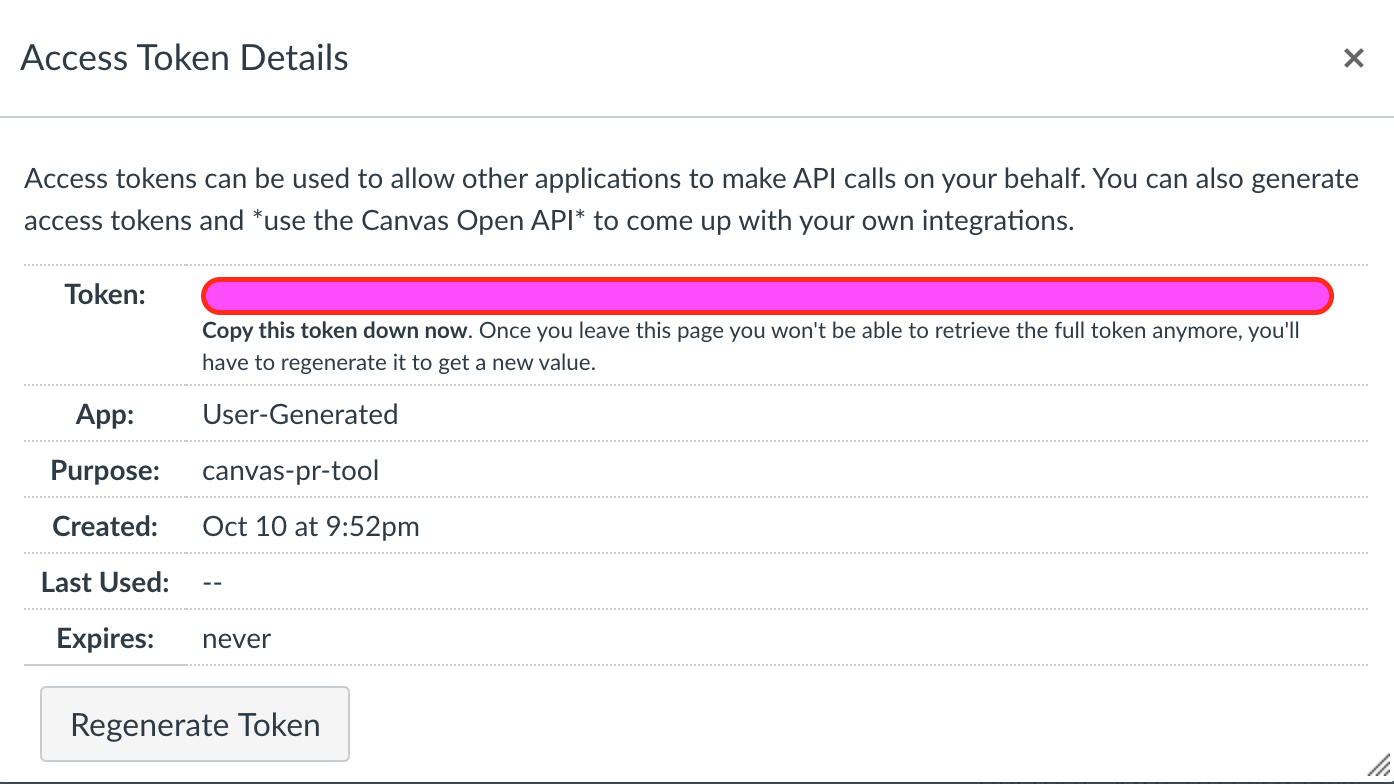 Access Token Details
×
Access tokens can be used to allow other applications to make API calls on your behalf. You can also generate
access tokens and *use the Canvas Open API* to come up with your own integrations.
Token:
Copy this token down now. Once you leave this page you won't be able to retrieve the full token anymore, you'll
have to regenerate it to get a new value.
App: User-Generated
Purpose: canvas-pr-tool
Created: Oct 10 at 9:52pm
Last Used: --
Expires: never
Regenerate Token